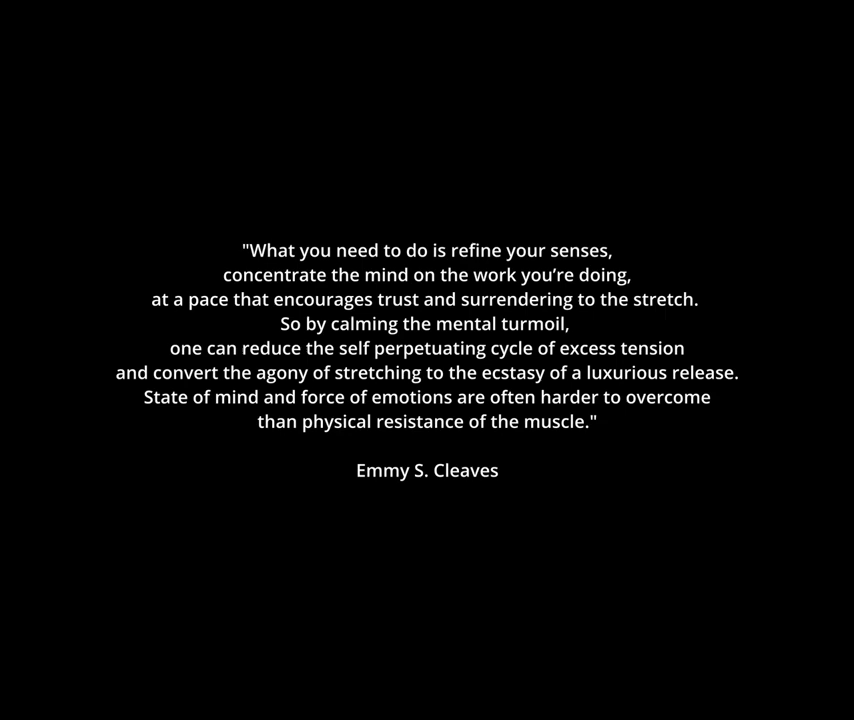 "What you need to do is refine your senses,
concentrate the mind on the work you’re doing,
at a pace that encourages trust and surrendering to the stretch.
So by calming the mental turmoil,
one can reduce the self perpetuating cycle of excess tension
and convert the agony of stretching to the ecstasy of a luxurious release.
State of mind and force of emotions are often harder to overcome
than physical resistance of the muscle."
Emmy S. Cleaves